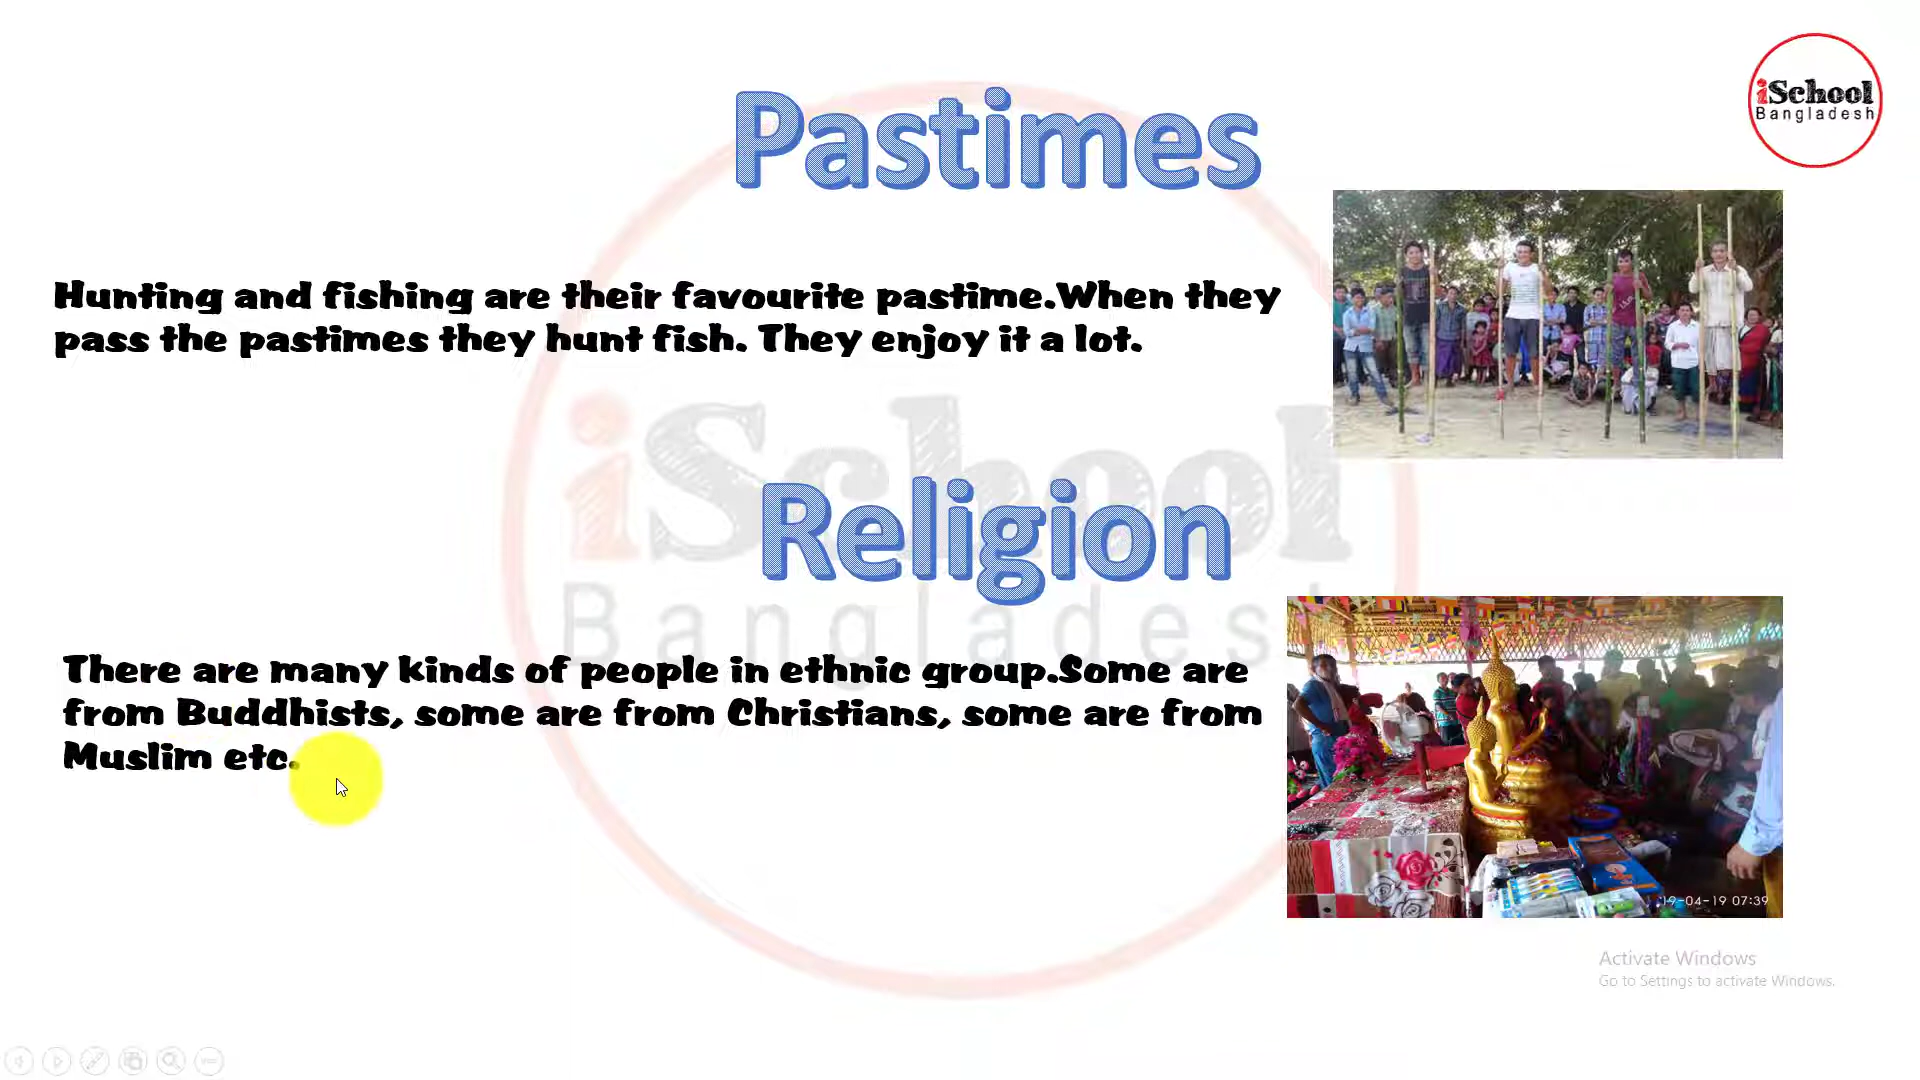 iSchool
Bangladesh
Pastimes
Hunting and fishing are their favourite pastime.When they
pass the pastimes they hunt fish. They enjoy it a lot.
iSchool
Banglades
Religion
There are many kinds of people in ethnic group.Some are
from Buddhists, some are from Christians, some are from
Muslim etc.
19-04-19 07:39
Activate Windows
Go to Settings to activate Windows.